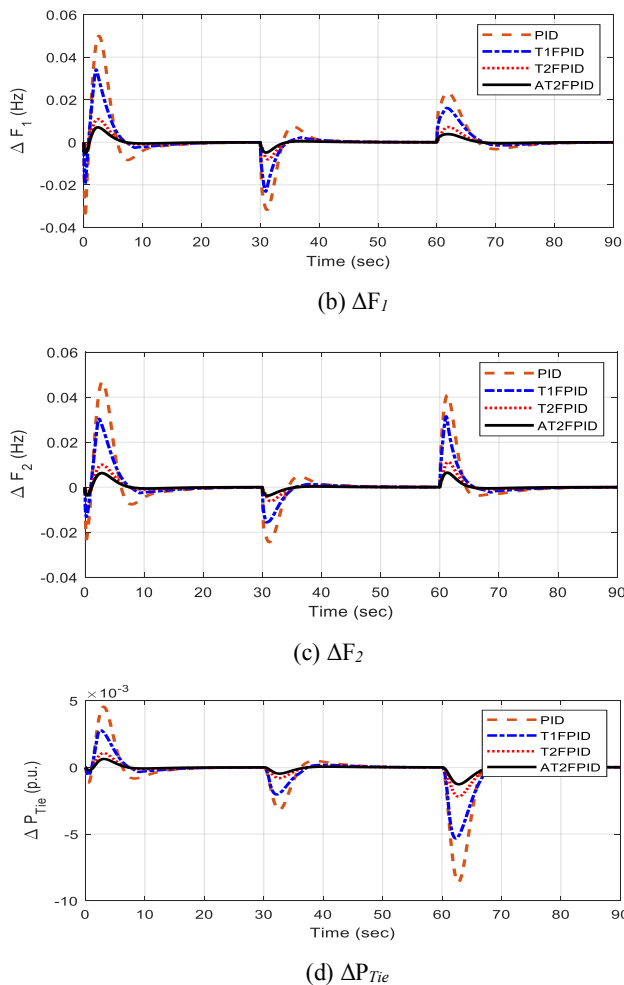 0.06
0.04
0.02
0
-0.02
-0.04
Δ F1 (Hz)
PID
T1FPID
T2FPID
AT2FPID
0 10 20 30 40 50 60 70 80 90
Time (sec)
(b) ΔF1
0.06
0.04
0.02
0
-0.02
-0.04
Δ F2 (Hz)
PID
T1FPID
T2FPID
AT2FPID
0 10 20 30 40 50 60 70 80 90
Time (sec)
(c) ΔF2
×10-3
5
0
-5
-10
Δ PTie (p.u.)
PID
T1FPID
T2FPID
AT2FPID
0 10 20 30 40 50 60 70 80 90
Time (sec)
(d) ΔPTie